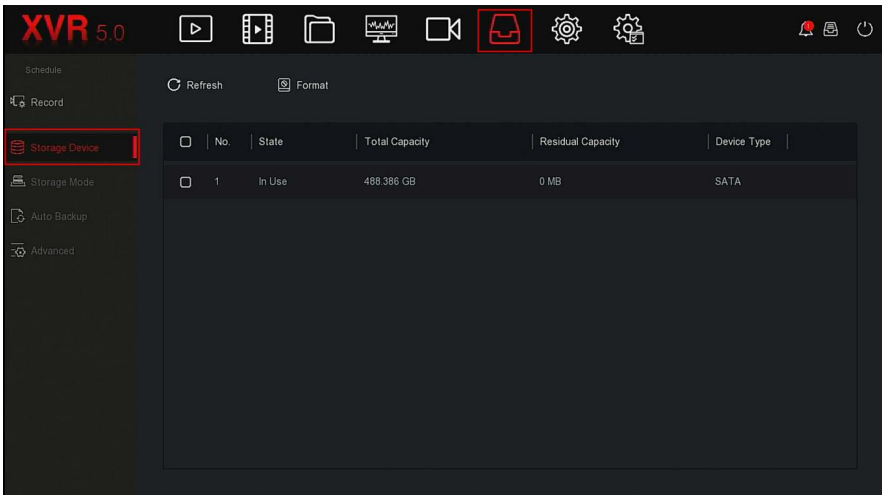 XVR 5.0
Schedule
Record
Storage Device
Storage Mode
Auto Backup
Advanced
Refresh Format
No. State Total Capacity Residual Capacity Device Type
1 In Use 488.386 GB 0 MB SATA